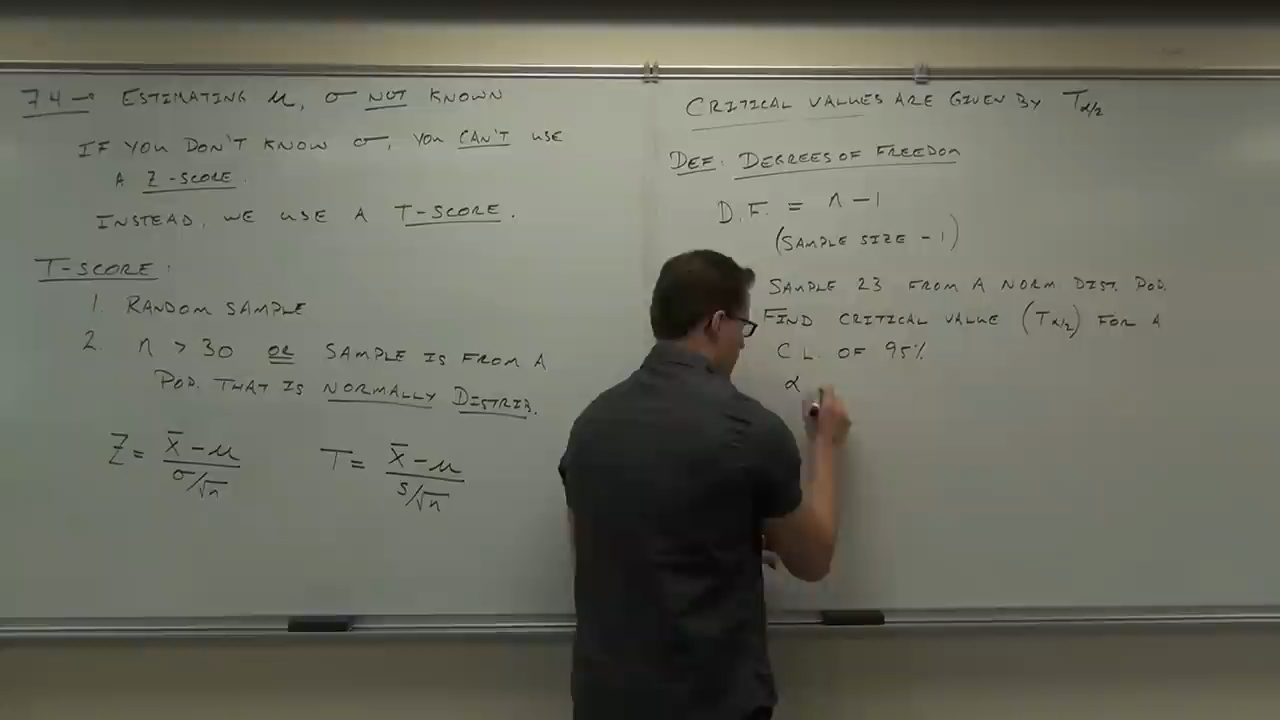 7.4 → ESTIMATING μ, σ NOT KNOWN
IF YOU DON'T KNOW σ, YOU CAN'T USE
A Z-SCORE.
INSTEAD, WE USE A T-SCORE.
T-SCORE:
1. RANDOM SAMPLE
2. n > 30 OR SAMPLE IS FROM A
POP. THAT IS NORMALLY DISTRIB.
Z = (x̄ - μ)/(σ/√n) T = (x̄ - μ)/(s/√n)
CRITICAL VALUES ARE GIVEN BY T_α/2
DEF: DEGREES OF FREEDOM
D.F. = n - 1
(SAMPLE SIZE - 1)
SAMPLE 23 FROM A NORM DIST. POP.
FIND CRITICAL VALUE (T_α/2) FOR A
C.L. OF 95%
α